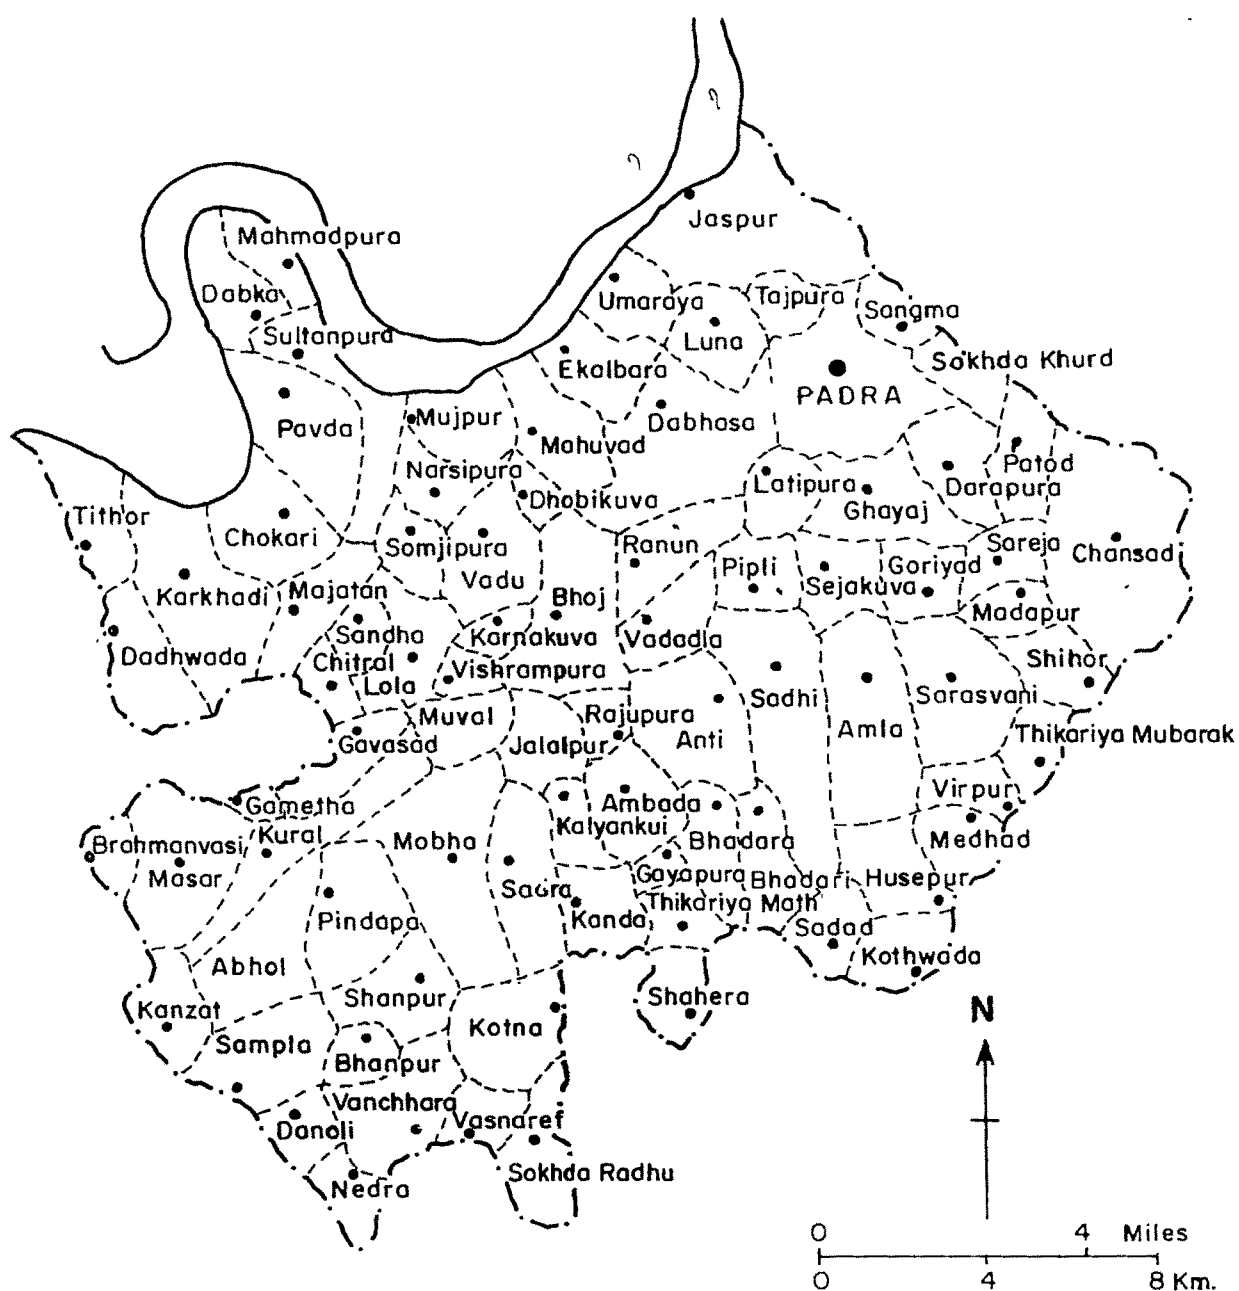 Jaspur
Mahmadpura
Dabka
Umaraya
Tajpura
Sangma
Sultanpura
Luna
Sokhda Khurd
Ekalbara
PADRA
Pavda
Mujpur
Dabhasa
Mahuvad
Narsipura
Patod
Latipura
Darapura
Dhobikuva
Ghayaj
Tithor
Chokari
Somjipura
Ranun
Sareja
Chansad
Vadu
Pipli
Goriyad
Sejakuva
Karkhadi
Majatan
Bhoj
Madapur
Sandha
Karnakuva
Vadadla
Dadhwada
Chitral
Vishrampura
Shihor
Lola
Sadhi
Sarasvani
Muval
Rajupura
Gavasad
Jalalpur
Anti
Amla
Thikariya Mubarak
Virpur
Gametha
Ambada
Kalyankui
Kural
Mobha
Bhadara
Medhad
Brahmanvasi
Masar
Gayapura
Bhadari
Husepur
Sadra
Thikariya Math
Pindapa
Kanda
Sadad
Kothwada
Abhol
Shanpur
Shahera
Kanzat
Kotna
Sampla
Bhanpur
Vanchhara
Vasnaref
Danoli
Sokhda Radhu
Nedra
N
0 4 Miles
0 4 8 Km.